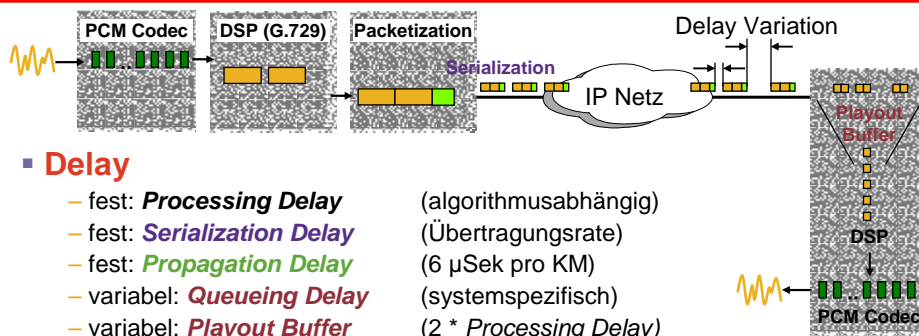 PCM Codec
DSP (G.729)
Packetization
Delay Variation
Serialization
IP Netz
Playout
Buffer
DSP
PCM Codec
▪ Delay
– fest: Processing Delay (algorithmusabhängig)
– fest: Serialization Delay (Übertragungsrate)
– fest: Propagation Delay (6 µSek pro KM)
– variabel: Queueing Delay (systemspezifisch)
– variabel: Playout Buffer (2 * Processing Delay)